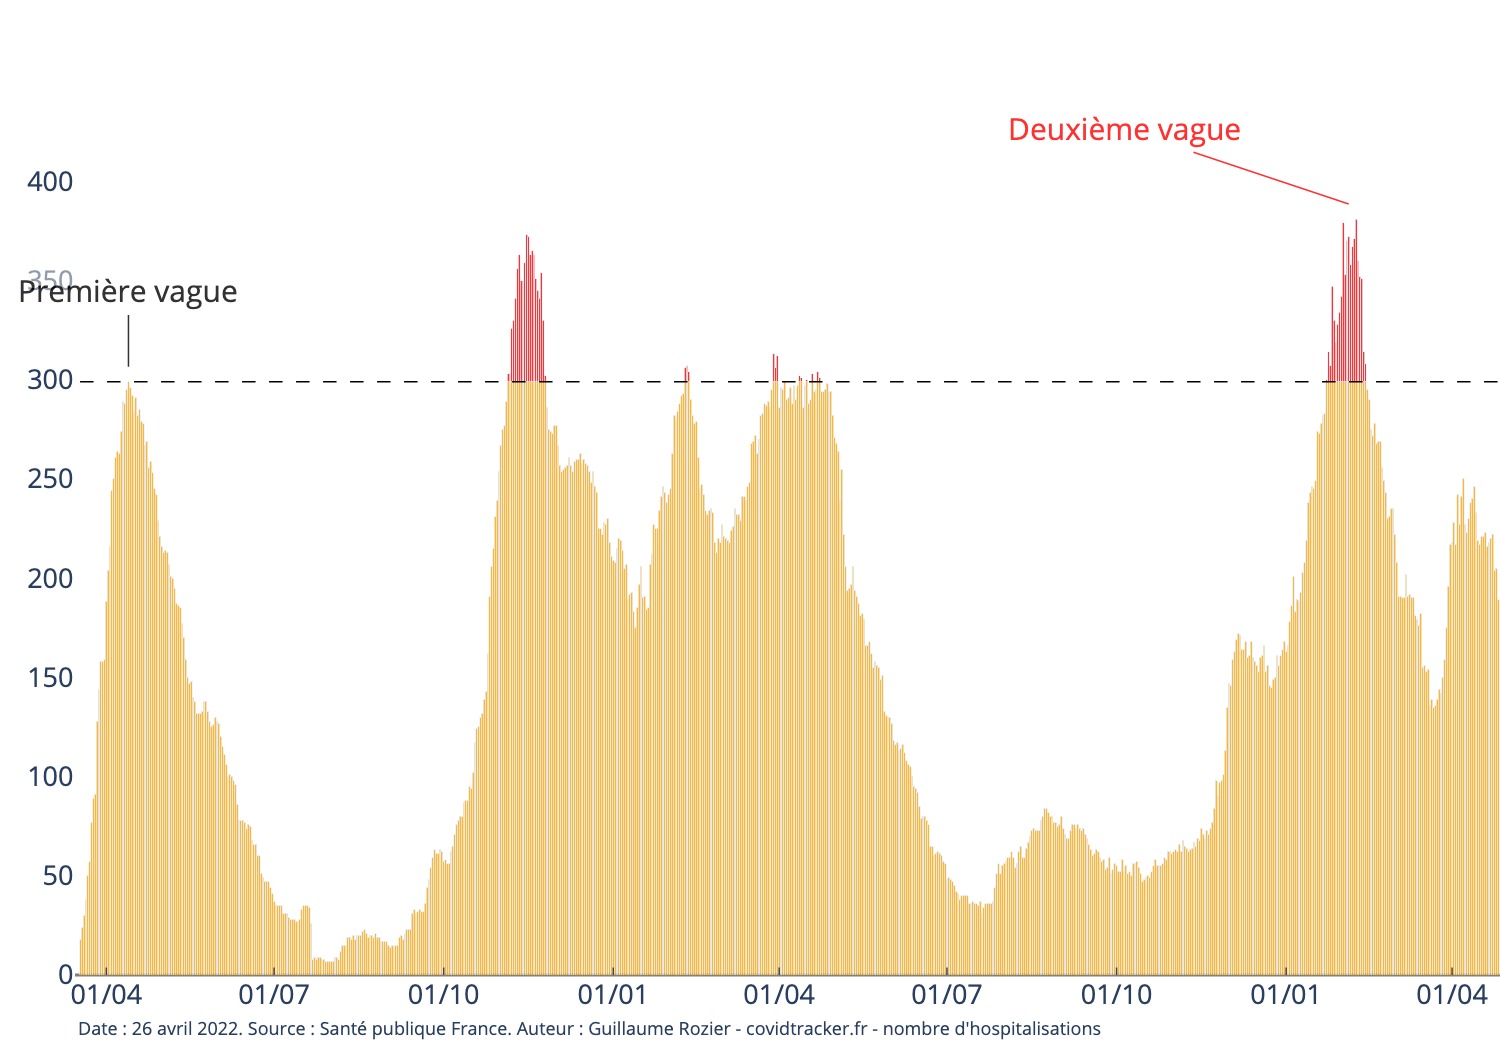 Deuxième vague
400
350
Première vague
300
250
200
150
100
50
0
01/04 01/07 01/10 01/01 01/04 01/07 01/10 01/01 01/04
Date : 26 avril 2022. Source : Santé publique France. Auteur : Guillaume Rozier - covidtracker.fr - nombre d'hospitalisations